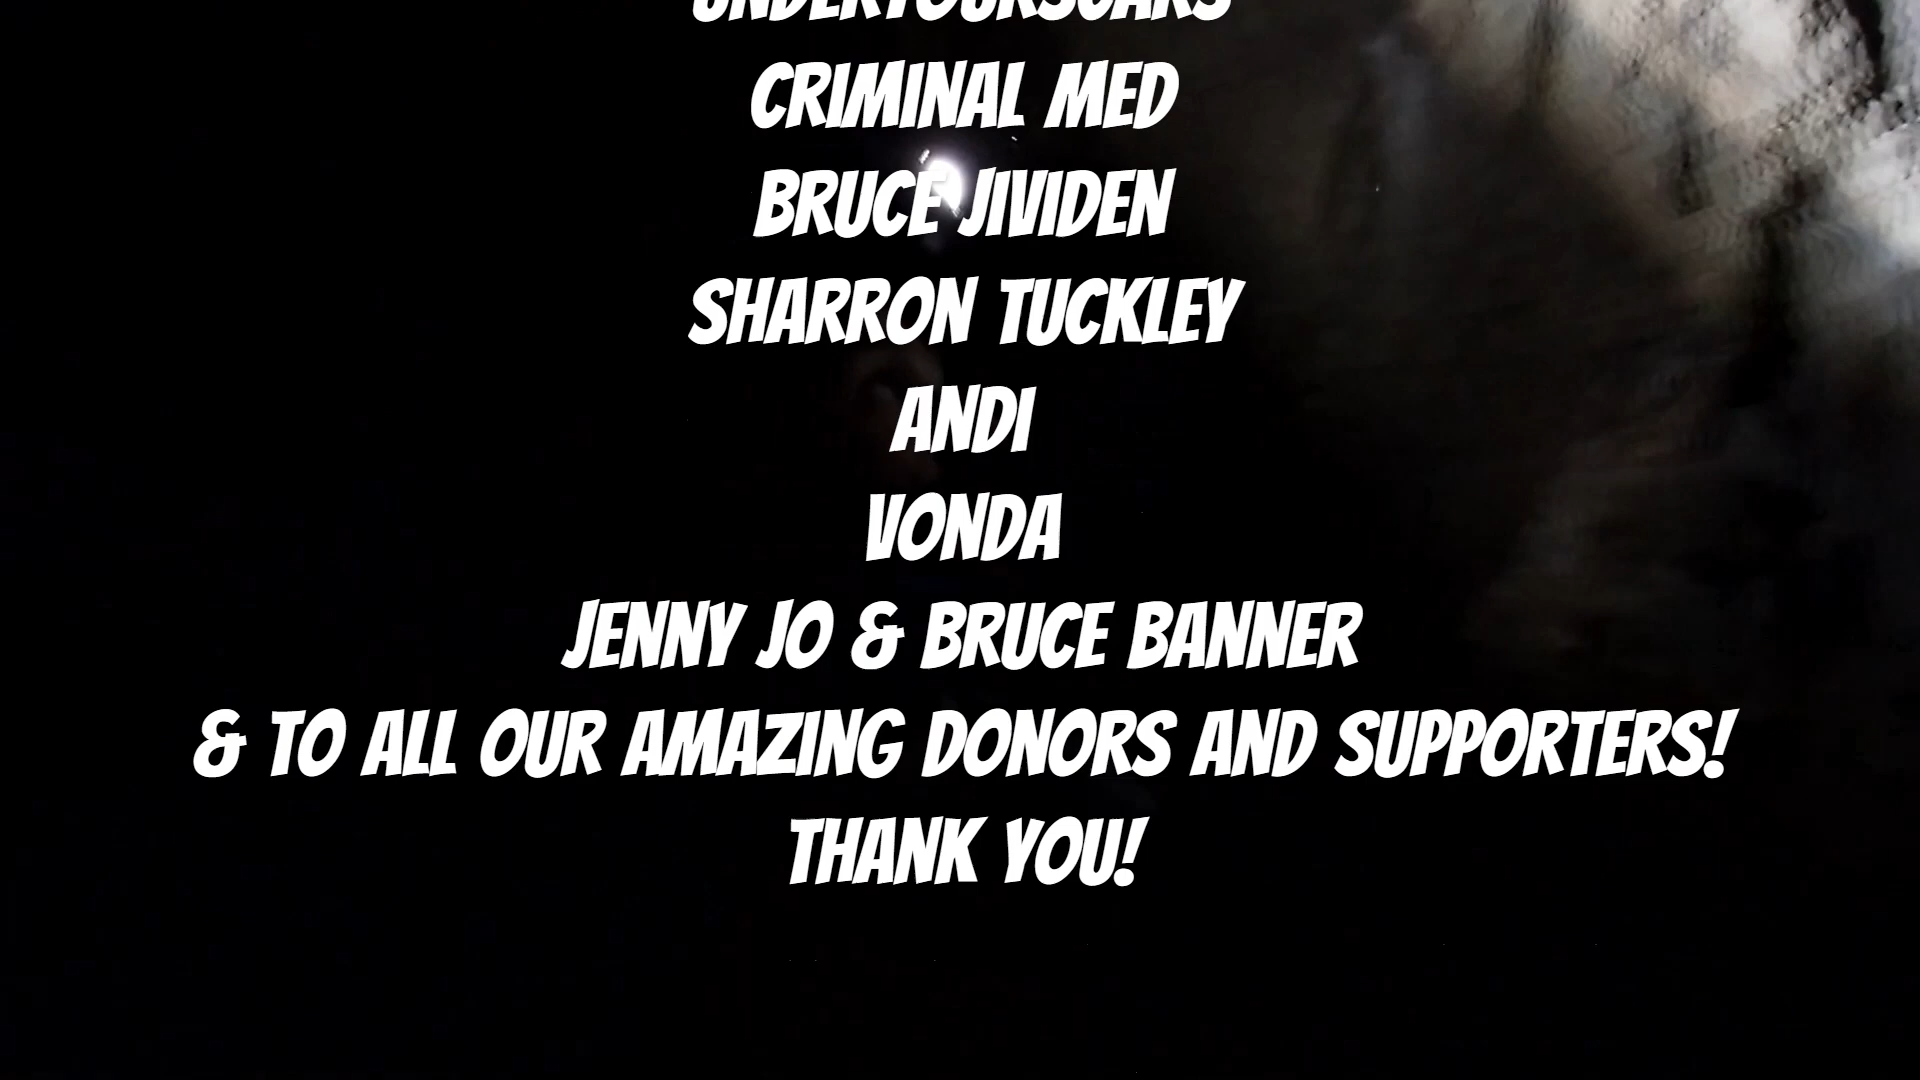 UNDERYOURSCARS
CRIMINAL MED
BRUCE JIVIDEN
SHARRON TUCKLEY
ANDI
VONDA
JENNY JO & BRUCE BANNER
& TO ALL OUR AMAZING DONORS AND SUPPORTERS!
THANK YOU!